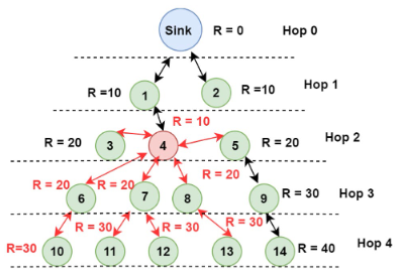 Sink R = 0 Hop 0
Hop 1
R =10 1 2 R =10
R = 10
Hop 2
R = 20 3 4 5 R = 20
R = 20 R = 20 R = 20
6 7 8 9 R = 30 Hop 3
R = 30 R = 30 R = 30
Hop 4
R=30 10 11 12 13 14 R = 40